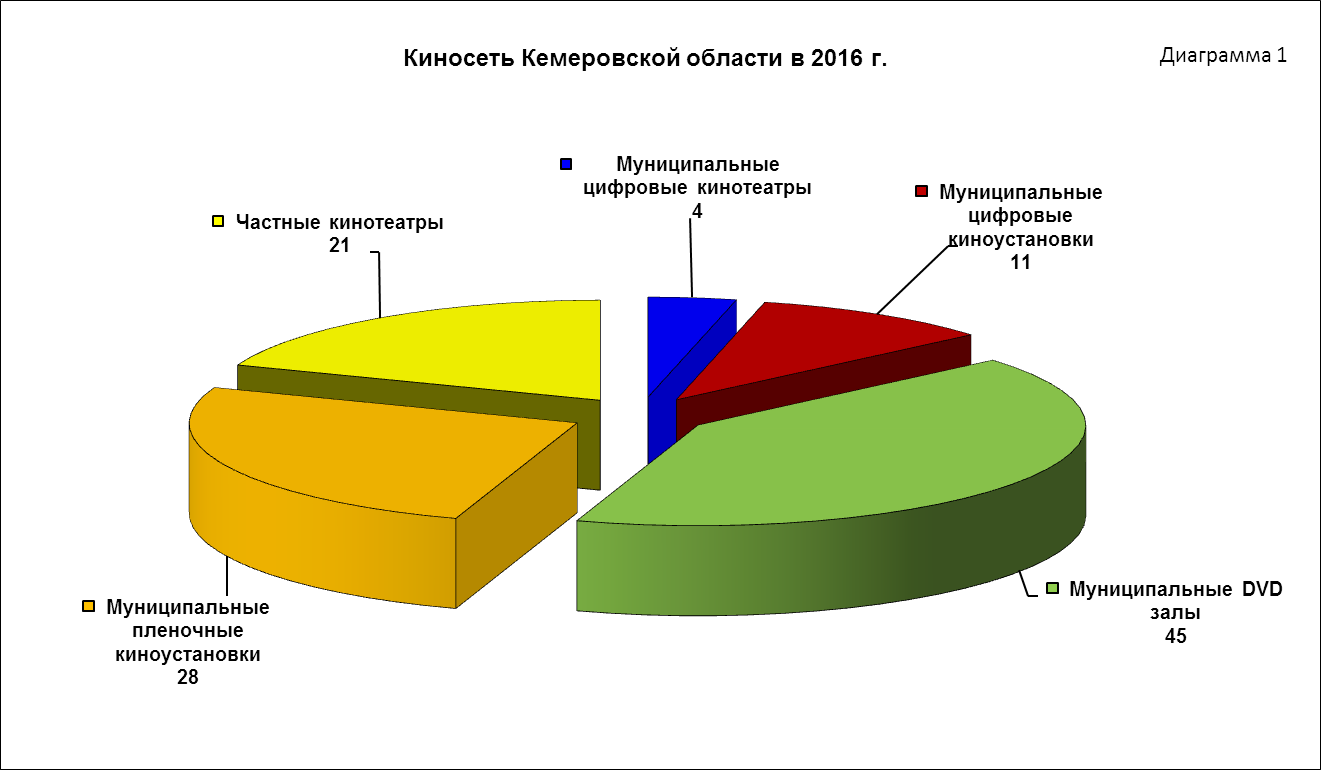 Киносеть Кемеровской области в 2016 г.
Диаграмма 1
Муниципальные
цифровые кинотеатры
4
Муниципальные
цифровые
киноустановки
11
Частные кинотеатры
21
Муниципальные DVD
залы
45
Муниципальные
пленочные
киноустановки
28